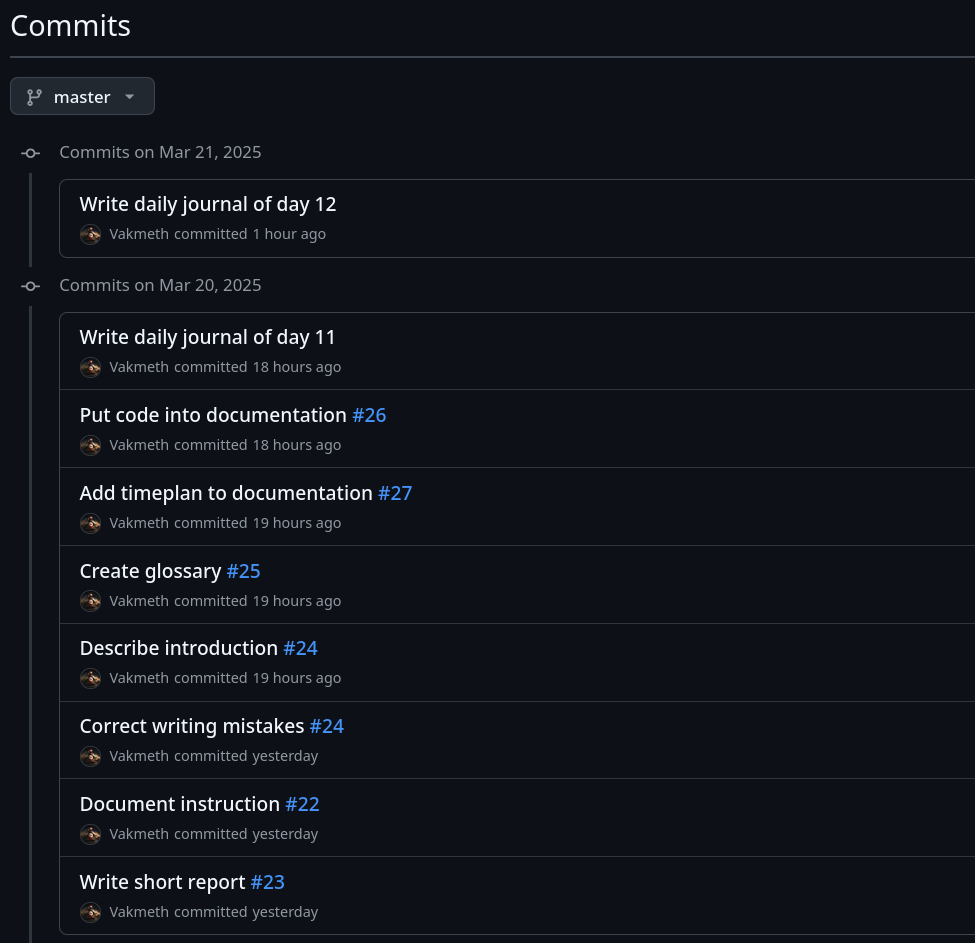 Commits
master
Commits on Mar 21, 2025
Write daily journal of day 12
Vakmeth committed 1 hour ago
Commits on Mar 20, 2025
Write daily journal of day 11
Vakmeth committed 18 hours ago
Put code into documentation #26
Vakmeth committed 18 hours ago
Add timeplan to documentation #27
Vakmeth committed 19 hours ago
Create glossary #25
Vakmeth committed 19 hours ago
Describe introduction #24
Vakmeth committed 19 hours ago
Correct writing mistakes #24
Vakmeth committed yesterday
Document instruction #22
Vakmeth committed yesterday
Write short report #23
Vakmeth committed yesterday